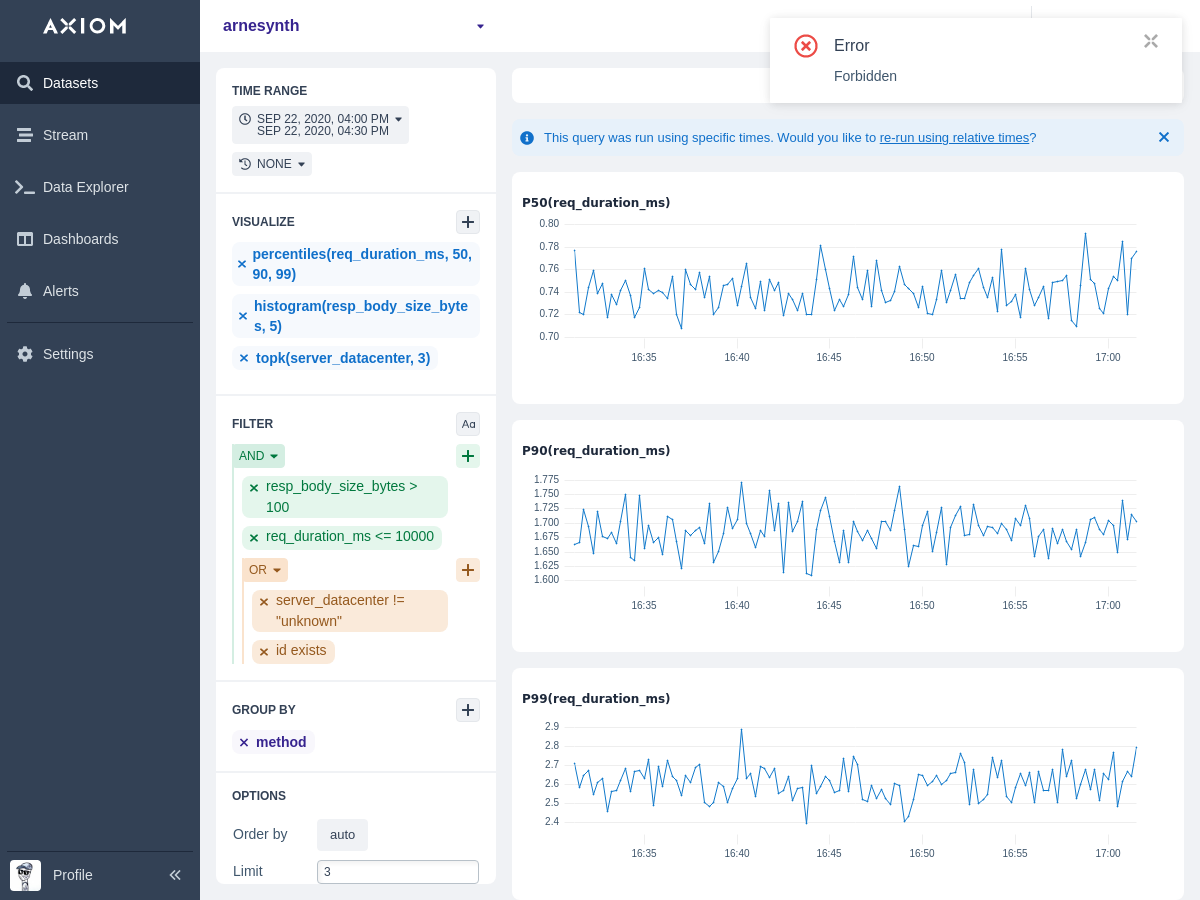 AXIOM
Datasets
Stream
Data Explorer
Dashboards
Alerts
Settings
Profile
arnesynth
Error
Forbidden
TIME RANGE
SEP 22, 2020, 04:00 PM
SEP 22, 2020, 04:30 PM
NONE
VISUALIZE
percentiles(req_duration_ms, 50,
90, 99)
histogram(resp_body_size_byte
s, 5)
topk(server_datacenter, 3)
FILTER
Aa
AND
resp_body_size_bytes >
100
req_duration_ms <= 10000
OR
server_datacenter !=
"unknown"
id exists
GROUP BY
method
OPTIONS
Order by
auto
Limit
3
This query was run using specific times. Would you like to re-run using relative times?
P50(req_duration_ms)
0.80
0.78
0.76
0.74
0.72
0.70
16:35 16:40 16:45 16:50 16:55 17:00
P90(req_duration_ms)
1.775
1.750
1.725
1.700
1.675
1.650
1.625
1.600
16:35 16:40 16:45 16:50 16:55 17:00
P99(req_duration_ms)
2.9
2.8
2.7
2.6
2.5
2.4
16:35 16:40 16:45 16:50 16:55 17:00